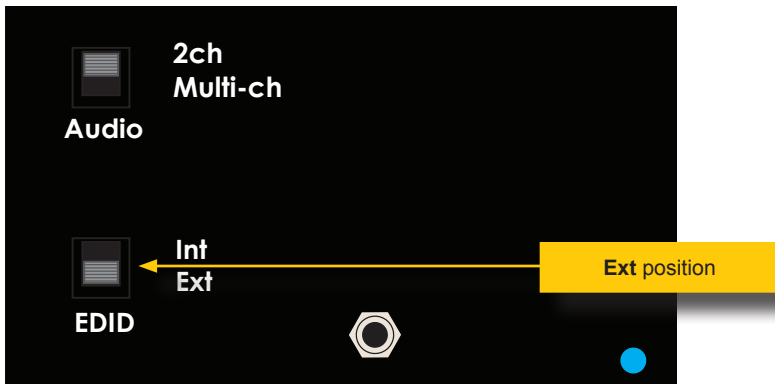 2ch
Multi-ch
Audio
Int
Ext
EDID
Ext position